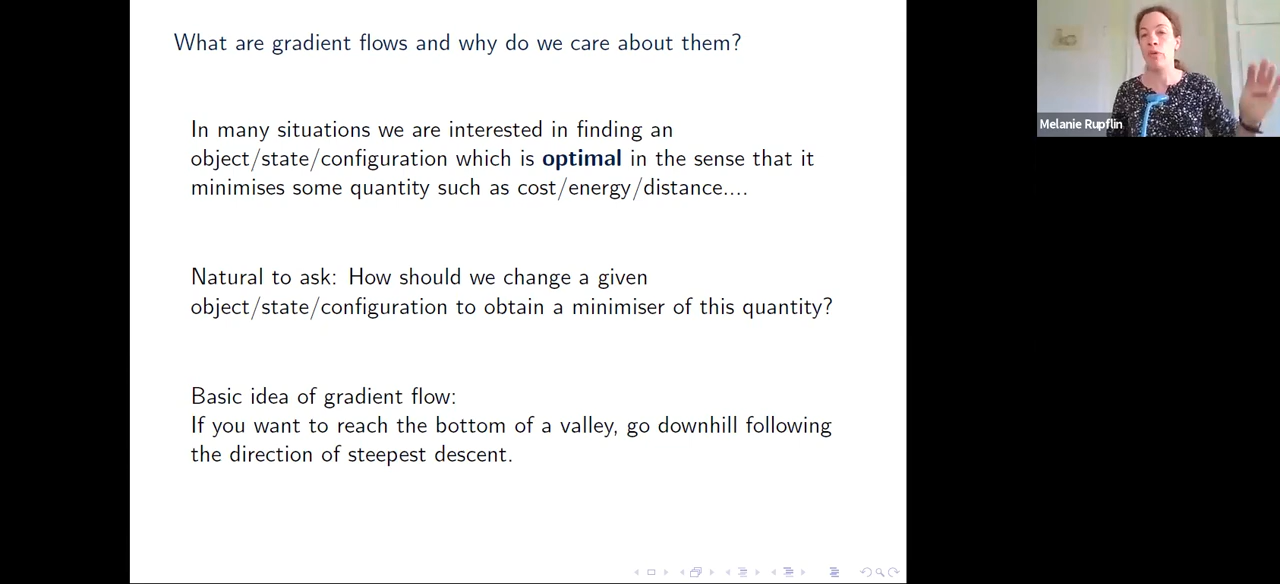 What are gradient flows and why do we care about them?
In many situations we are interested in finding an
object/state/configuration which is optimal in the sense that it
minimises some quantity such as cost/energy/distance....
Natural to ask: How should we change a given
object/state/configuration to obtain a minimiser of this quantity?
Basic idea of gradient flow:
If you want to reach the bottom of a valley, go downhill following
the direction of steepest descent.
Melanie Rupflin